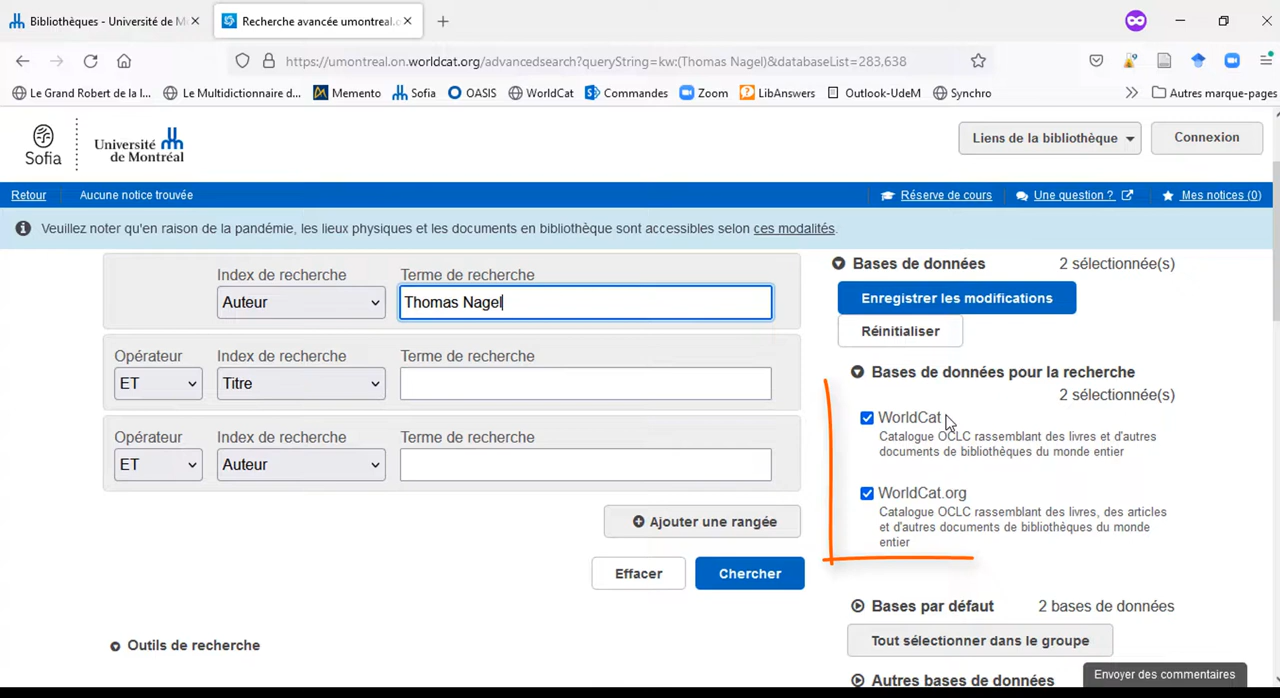 Bibliothèques - Université de M
Recherche avancée umontreal.
https://umontreal.on.worldcat.org/advancedsearch?queryString=kw:(Thomas Nagel)&databaseList=283,638
Le Grand Robert de la l...
Le Multidictionnaire d...
Memento
Sofia
OASIS
WorldCat
Commandes
Zoom
LibAnswers
Outlook-UdeM
Synchro
Autres marque-pages
Sofia
Université
de Montréal
Liens de la bibliothèque
Connexion
Retour
Aucune notice trouvée
Réserve de cours
Une question ?
Mes notices (0)
Veuillez noter qu'en raison de la pandémie, les lieux physiques et les documents en bibliothèque sont accessibles selon ces modalités.
Index de recherche
Terme de recherche
Auteur
Thomas Nagel
Opérateur
Index de recherche
Terme de recherche
ET
Titre
Opérateur
Index de recherche
Terme de recherche
ET
Auteur
Ajouter une rangée
Effacer
Chercher
Outils de recherche
Bases de données
2 sélectionnée(s)
Enregistrer les modifications
Réinitialiser
Bases de données pour la recherche
2 sélectionnée(s)
WorldCat
Catalogue OCLC rassemblant des livres et d'autres
documents de bibliothèques du monde entier
WorldCat.org
Catalogue OCLC rassemblant des livres, des articles
et d'autres documents de bibliothèques du monde
entier
Bases par défaut
2 bases de données
Tout sélectionner dans le groupe
Autres bases de données
Envoyer des commentaires